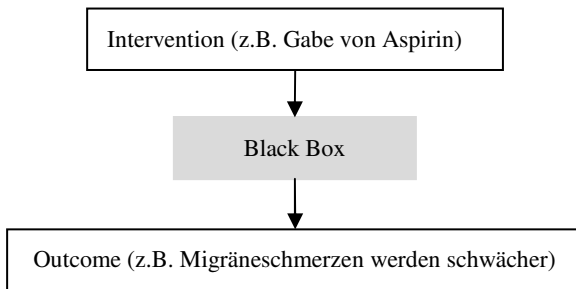 Intervention (z.B. Gabe von Aspirin)
Black Box
Outcome (z.B. Migräneschmerzen werden schwächer)